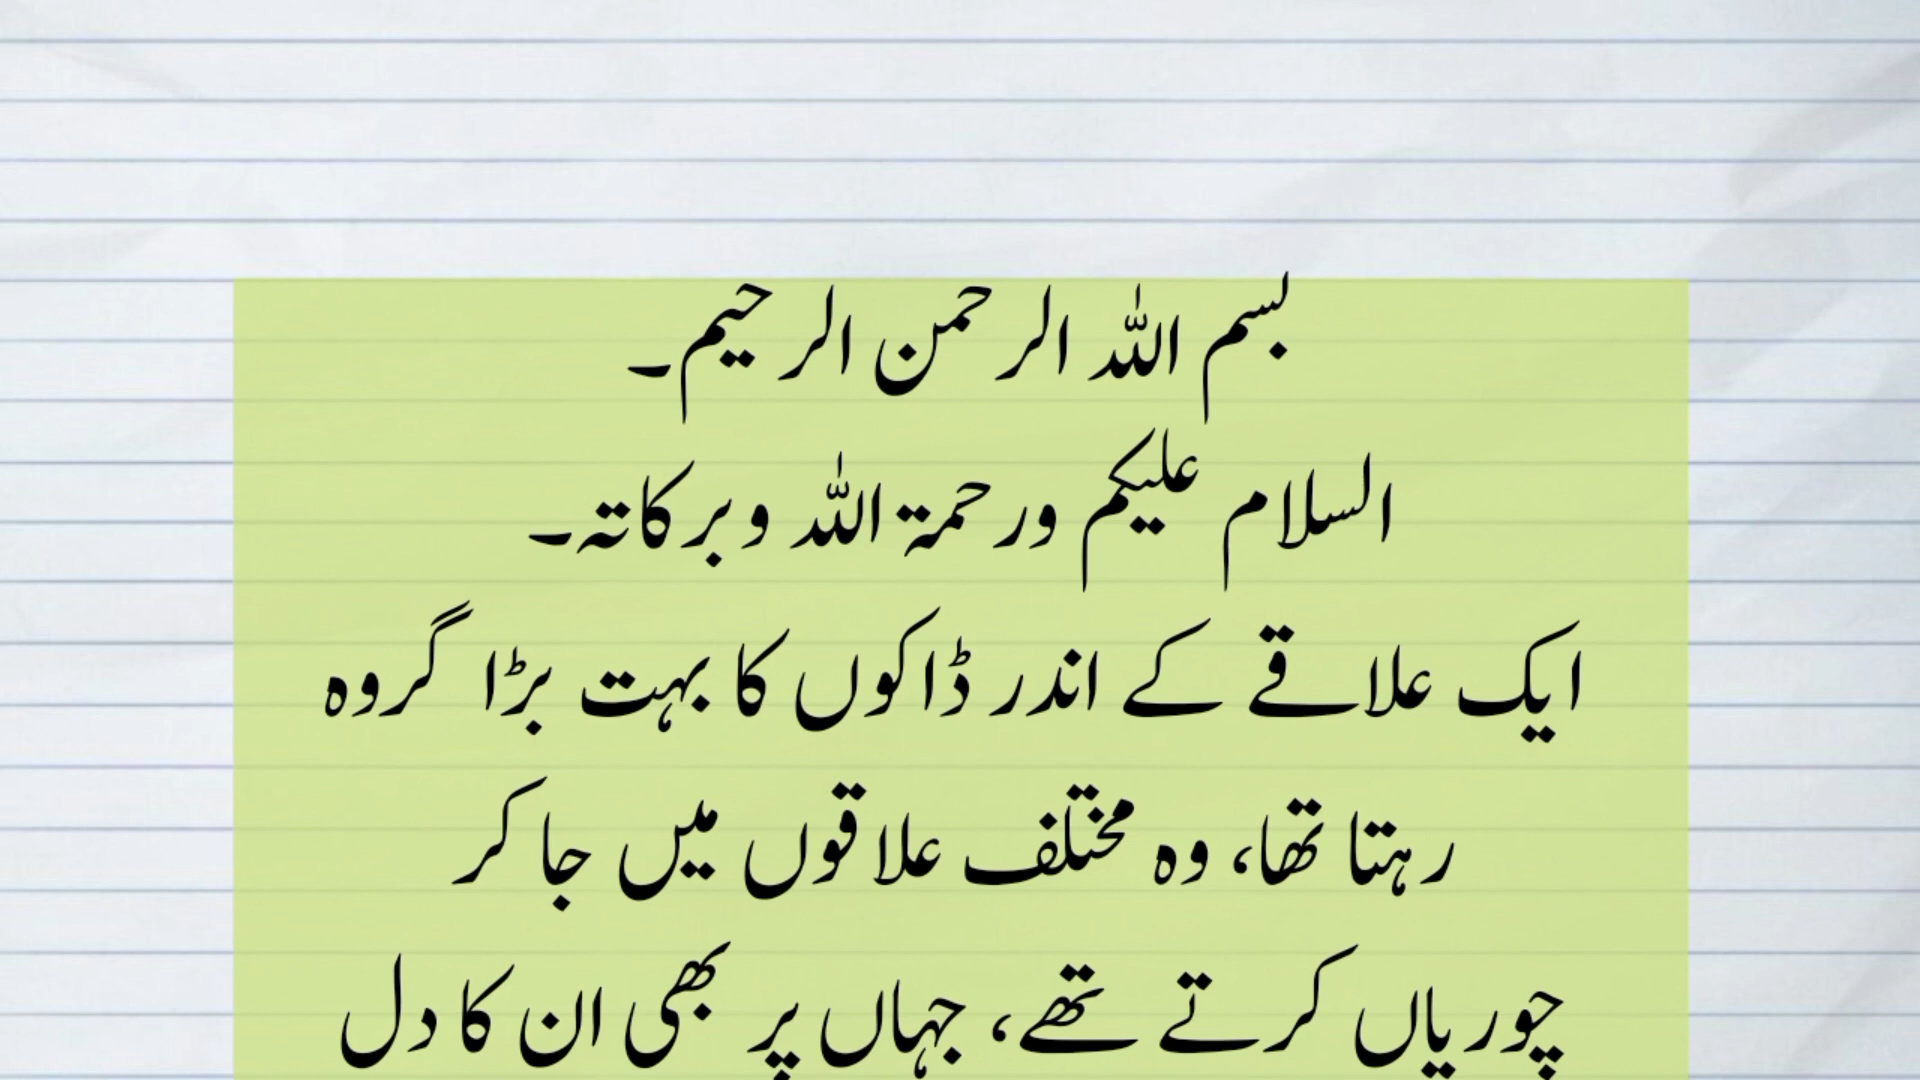 بسم اللہ الرحمن الرحیم۔
السلام علیکم ورحمۃ اللہ وبرکاتہ۔
ایک علاقے کے اندر ڈاکوں کا بہت بڑا گروہ
رہتا تھا، وہ مختلف علاقوں میں جا کر
چوریاں کرتے تھے، جہاں پر بھی ان کا دل